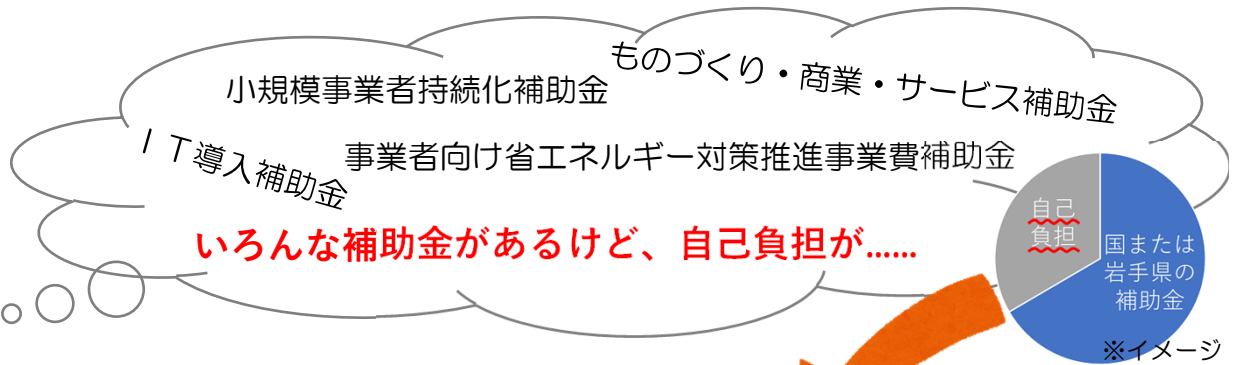 ものづくり・商業・サービス補助金
小規模事業者持続化補助金
ＩＴ導入補助金
事業者向け省エネルギー対策推進事業費補助金
いろんな補助金があるけど、自己負担が……
自己
負担
国または
岩手県の
補助金
※イメージ